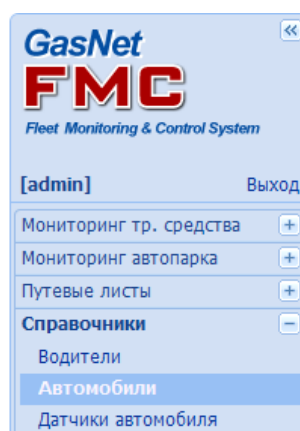 GasNet
FMC
Fleet Monitoring & Control System
[admin] Выход
Мониторинг тр. средства
Мониторинг автопарка
Путевые листы
Справочники
Водители
Автомобили
Датчики автомобиля